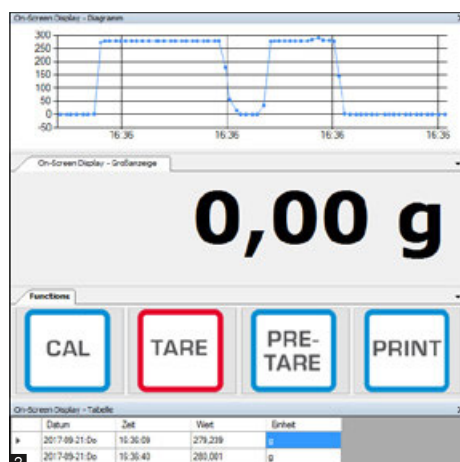 On-Screen Display - Diagramm
300
250
200
150
100
50
0
-50
16:36 16:36 16:36 16:36
On-Screen Display - Großanzeige
0,00 g
Functions
CAL TARE PRE-TARE PRINT
On-Screen Display - Tabelle
Datum Zeit Wert Einheit
2017-09-21:Do 16:36:09 279,239 g
2017-09-21:Do 16:36:40 280,001 g